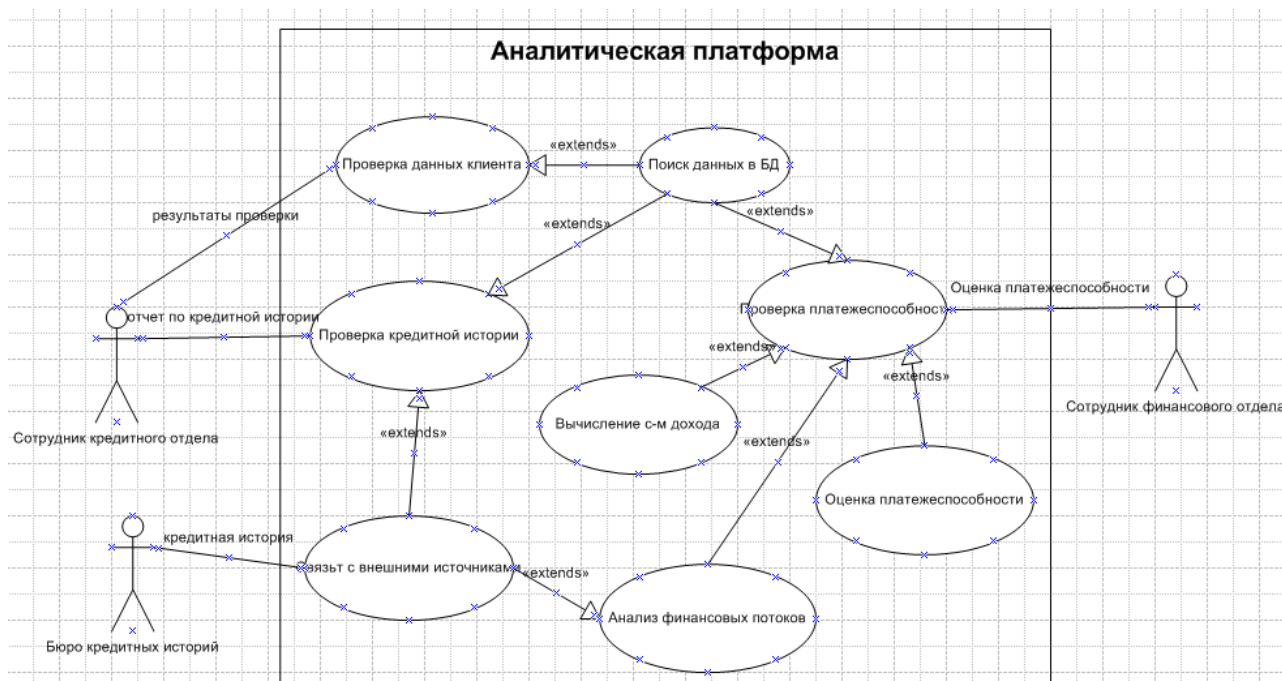 Аналитическая платформа
«extends»
Проверка данных клиента
Поиск данных в БД
результаты проверки
«extends»
«extends»
Оценка платежеспособности
Проверка платежеспособност
отчет по кредитной истории
Проверка кредитной истории
«extends»
«extends»
Сотрудник финансового отдела
Вычисление с-м дохода
Сотрудник кредитного отдела
«extends»
«extends»
Оценка платежеспособности
кредитная история
вязьт с внешними источниками
«extends»
Анализ финансовых потоков
Бюро кредитных историй